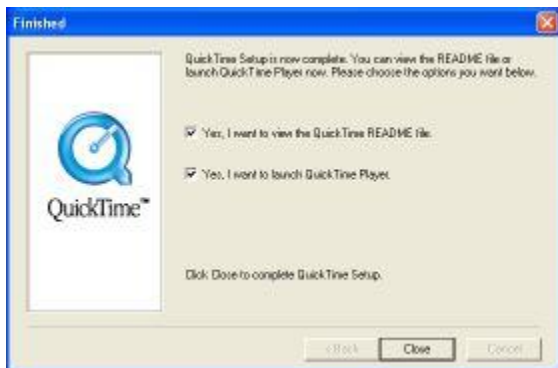 Finished
QuickTime Setup is now complete. You can view the README file or
launch QuickTime Player now. Please choose the options you want below.
Yes, I want to view the QuickTime README file.
Yes, I want to launch QuickTime Player.
QuickTime™
Click Close to complete QuickTime Setup.
< Back
Close
Cancel